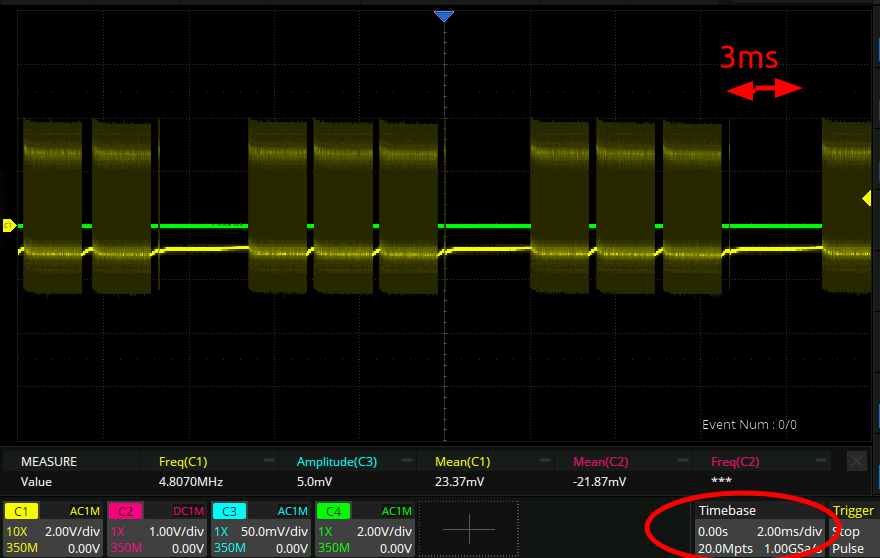 3ms
C1
Event Num : 0/0
MEASURE Freq(C1) Amplitude(C3) Mean(C1) Mean(C2) Freq(C2)
Value 4.8070MHz 5.0mV 23.37mV -21.87mV ***
C1 AC1M C2 DC1M C3 AC1M C4 AC1M Timebase Trigger
10X 2.00V/div 1X 1.00V/div 1X 50.0mV/div 1X 2.00V/div 0.00s 2.00ms/div Stop
350M 0.00V 350M 0.00V 350M 0.00V 350M 0.00V 20.0Mpts 1.00GSa/s Pulse